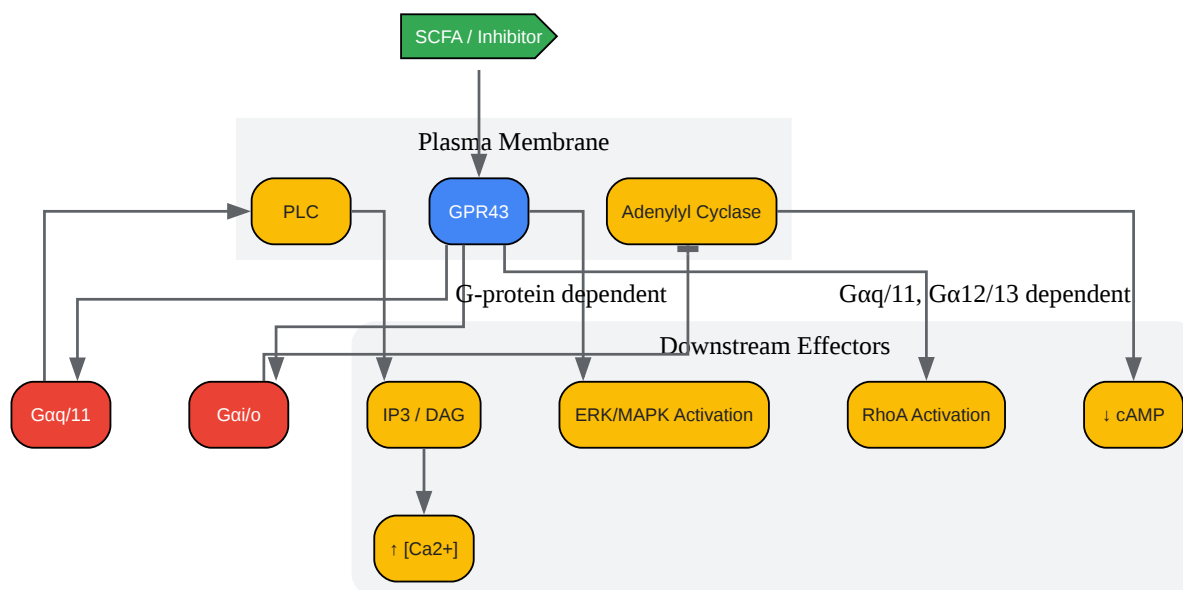 SCFA / Inhibitor
Plasma Membrane
PLC
GPR43
Adenylyl Cyclase
G-protein dependent
Gαq/11, Gα12/13 dependent
Downstream Effectors
Gαq/11
Gαi/o
IP3 / DAG
ERK/MAPK Activation
RhoA Activation
↓ cAMP
↑ [Ca2+]